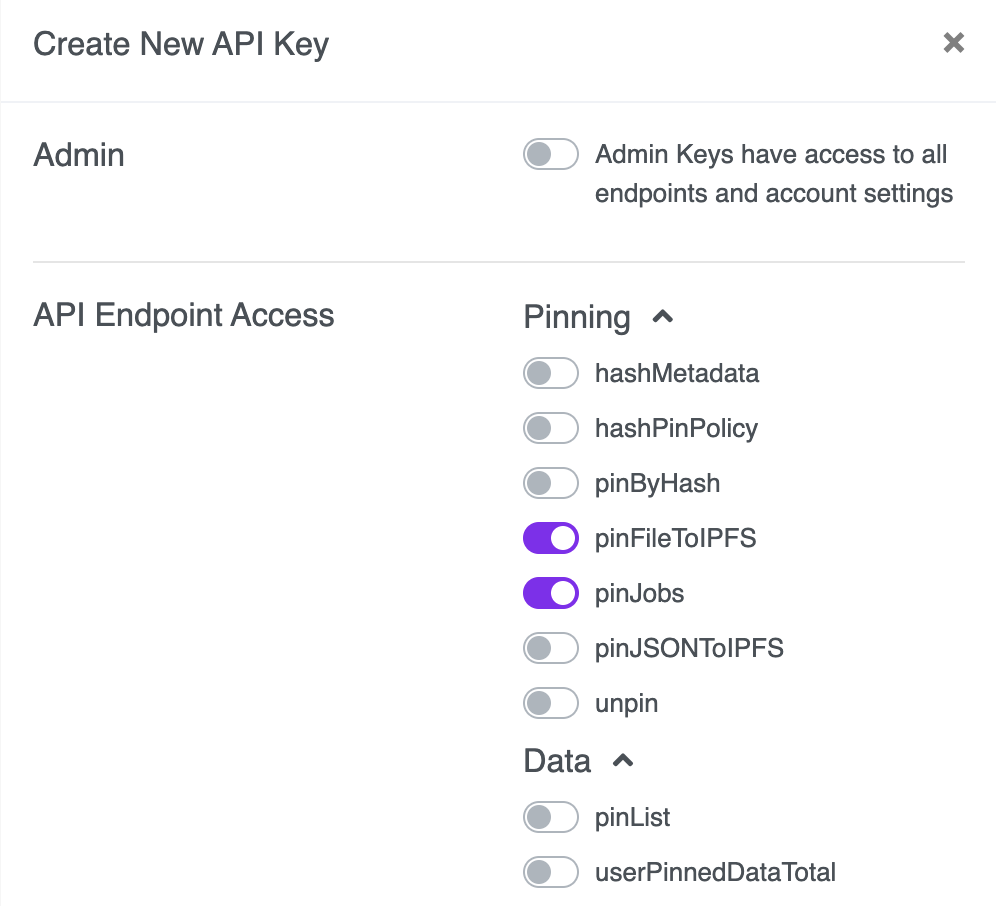 Create New API Key
Admin
Admin Keys have access to all
endpoints and account settings
API Endpoint Access
Pinning
hashMetadata
hashPinPolicy
pinByHash
pinFileToIPFS
pinJobs
pinJSONToIPFS
unpin
Data
pinList
userPinnedDataTotal